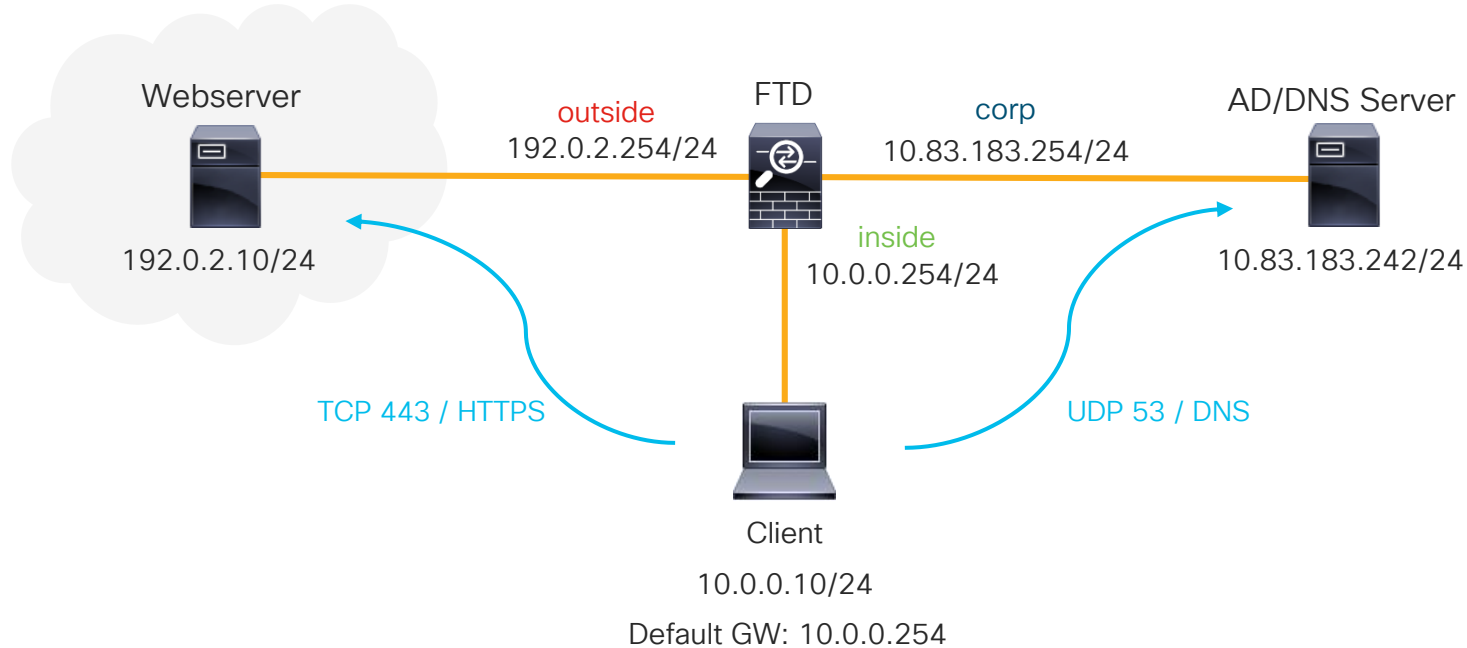 Webserver
192.0.2.10/24
outside
192.0.2.254/24
FTD
corp
10.83.183.254/24
AD/DNS Server
10.83.183.242/24
inside
10.0.0.254/24
TCP 443 / HTTPS
UDP 53 / DNS
Client
10.0.0.10/24
Default GW: 10.0.0.254